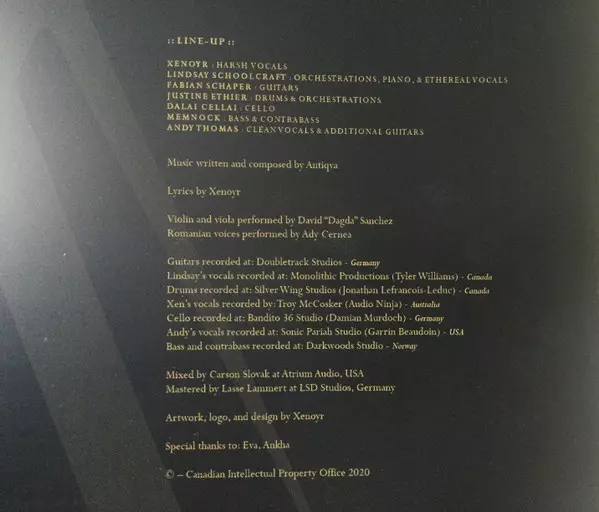 :: LINE-UP ::
XENOYR : HARSH VOCALS
LINDSAY SCHOOLCRAFT : ORCHESTRATIONS, PIANO, & ETHEREAL VOCALS
FABIAN SCHAPER : GUITARS
JUSTINE ETHIER : DRUMS & ORCHESTRATIONS
DALAI CELLAI : CELLO
MEMNOCK : BASS & CONTRABASS
ANDY THOMAS : CLEAN VOCALS & ADDITIONAL GUITARS
Music written and composed by Antiqva
Lyrics by Xenoyr
Violin and viola performed by David "Dagda" Sanchez
Romanian voices performed by Ady Cernea
Guitars recorded at: Doubletrack Studios - Germany
Lindsay's vocals recorded at: Monolithic Productions (Tyler Williams) - Canada
Drums recorded at: Silver Wing Studios (Jonathan Lefrancois-Leduc) - Canada
Xen's vocals recorded by: Troy McCosker (Audio Ninja) - Australia
Cello recorded at: Bandito 36 Studio (Damian Murdoch) - Germany
Andy's vocals recorded at: Sonic Pariah Studio (Garrin Beaudoin) - USA
Bass and contrabass recorded at: Darkwoods Studio - Norway
Mixed by Carson Slovak at Atrium Audio, USA
Mastered by Lasse Lammert at LSD Studios, Germany
Artwork, logo, and design by Xenoyr
Special thanks to: Eva, Ankha
© – Canadian Intellectual Property Office 2020